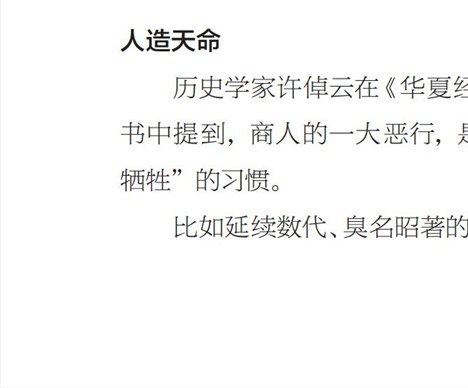 人造天命
历史学家许倬云在《华夏经
书中提到，商人的一大恶行，是
牺牲”的习惯。
比如延续数代、臭名昭著的